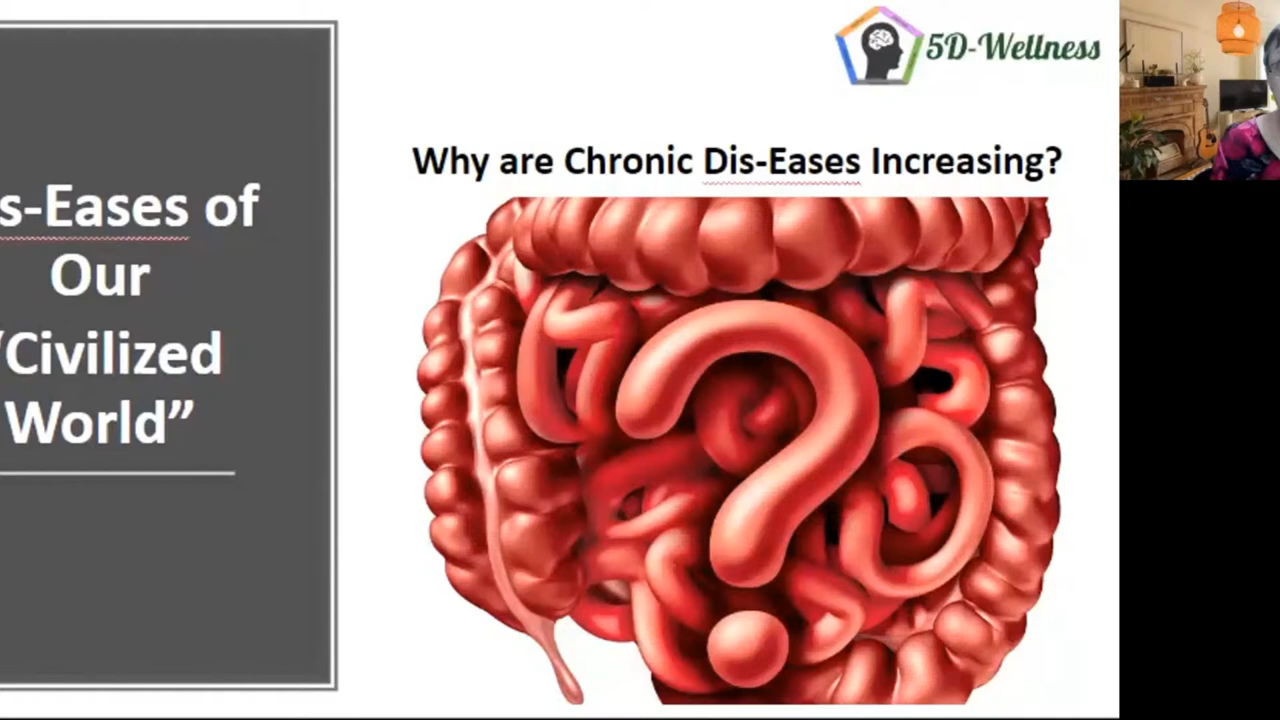 s-Eases of
Our
“Civilized
World”
5D-Wellness
Why are Chronic Dis-Eases Increasing?